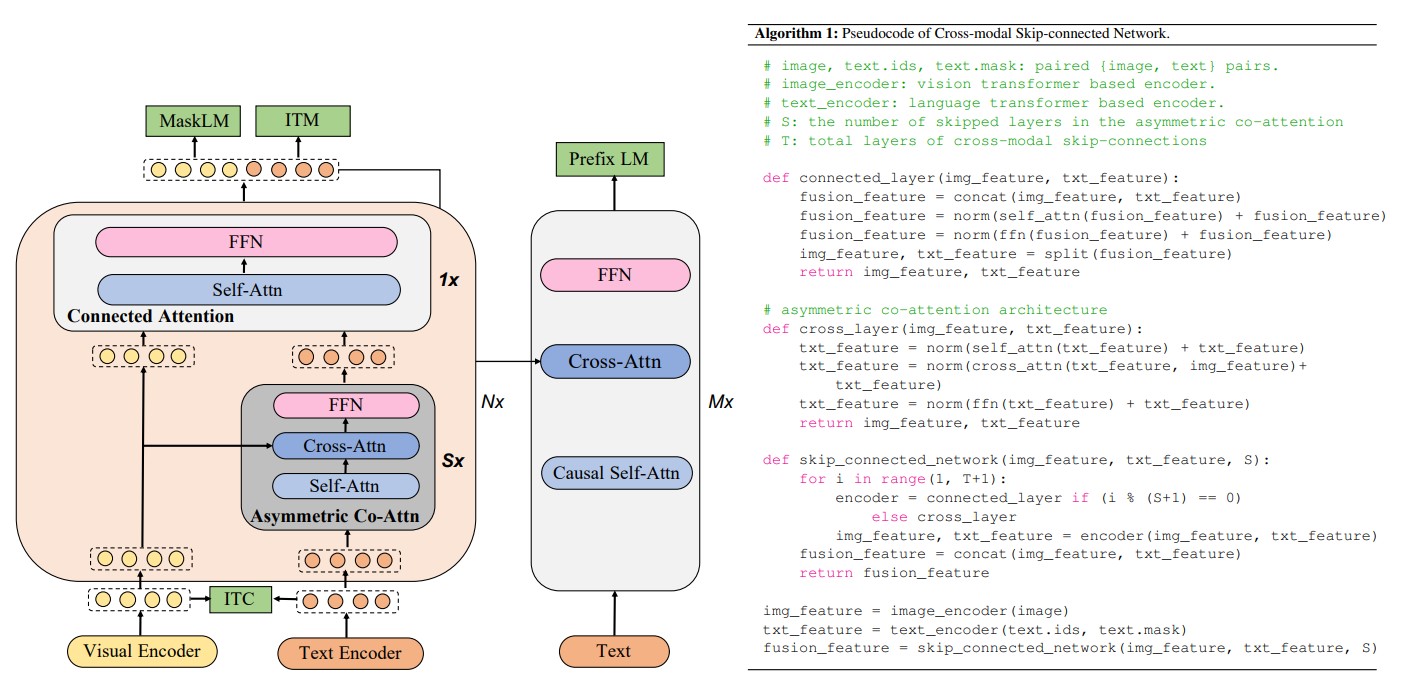 MaskLM
ITM
FFN
Self-Attn
Connected Attention
1x
FFN
Cross-Attn
Self-Attn
Asymmetric Co-Attn
Sx
Nx
ITC
Visual Encoder
Text Encoder
Prefix LM
FFN
Cross-Attn
Causal Self-Attn
Mx
Text
Algorithm 1: Pseudocode of Cross-modal Skip-connected Network.
# image, text.ids, text.mask: paired {image, text} pairs.
# image_encoder: vision transformer based encoder.
# text_encoder: language transformer based encoder.
# S: the number of skipped layers in the asymmetric co-attention
# T: total layers of cross-modal skip-connections
def connected_layer(img_feature, txt_feature):
fusion_feature = concat(img_feature, txt_feature)
fusion_feature = norm(self_attn(fusion_feature) + fusion_feature)
fusion_feature = norm(ffn(fusion_feature) + fusion_feature)
img_feature, txt_feature = split(fusion_feature)
return img_feature, txt_feature
# asymmetric co-attention architecture
def cross_layer(img_feature, txt_feature):
txt_feature = norm(self_attn(txt_feature) + txt_feature)
txt_feature = norm(cross_attn(txt_feature, img_feature)+
txt_feature)
txt_feature = norm(ffn(txt_feature) + txt_feature)
return img_feature, txt_feature
def skip_connected_network(img_feature, txt_feature, S):
for i in range(1, T+1):
encoder = connected_layer if (i % (S+1) == 0)
else cross_layer
img_feature, txt_feature = encoder(img_feature, txt_feature)
fusion_feature = concat(img_feature, txt_feature)
return fusion_feature
img_feature = image_encoder(image)
txt_feature = text_encoder(text.ids, text.mask)
fusion_feature = skip_connected_network(img_feature, txt_feature, S)